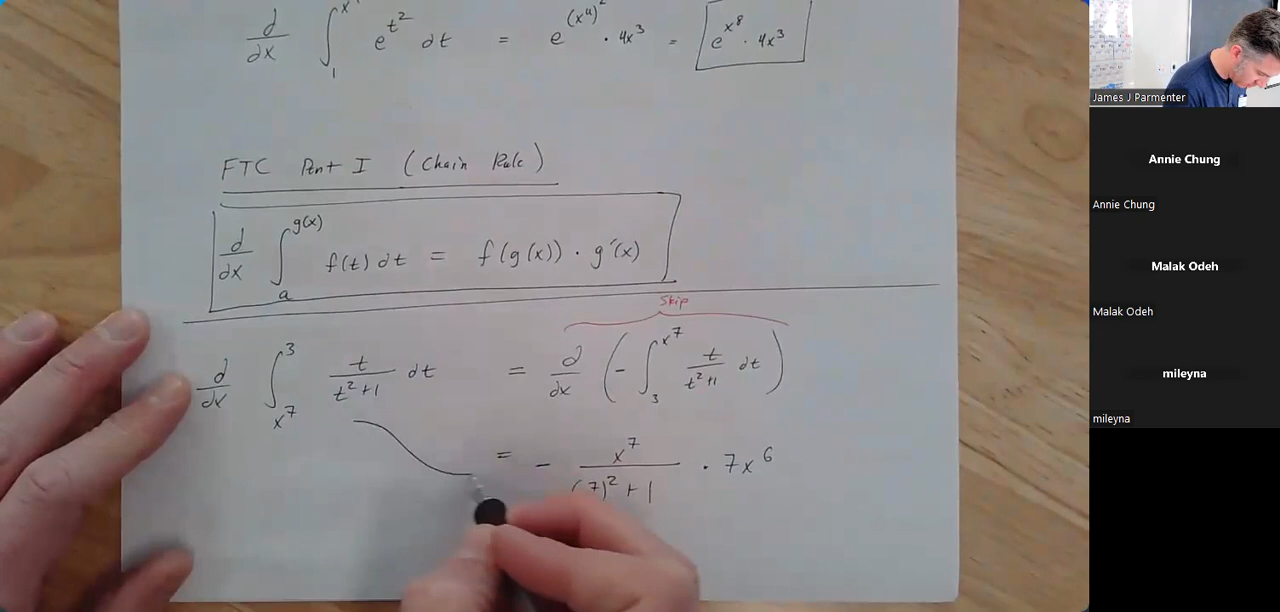 d/dx ∫₁^x e^{t²} dt = e^{(x⁴)²} · 4x³ = e^{x⁸} · 4x³
FTC Part I (Chain Rule)
d/dx ∫ₐ^{g(x)} f(t) dt = f(g(x)) · g'(x)
Skip
d/dx ∫_{x⁷}^3 t/(t²+1) dt = d/dx (- ∫₃^{x⁷} t/(t²+1) dt)
= - x⁷/((7)²+1) · 7x⁶
James J Parmenter
Annie Chung
Annie Chung
Malak Odeh
Malak Odeh
mileyna
mileyna